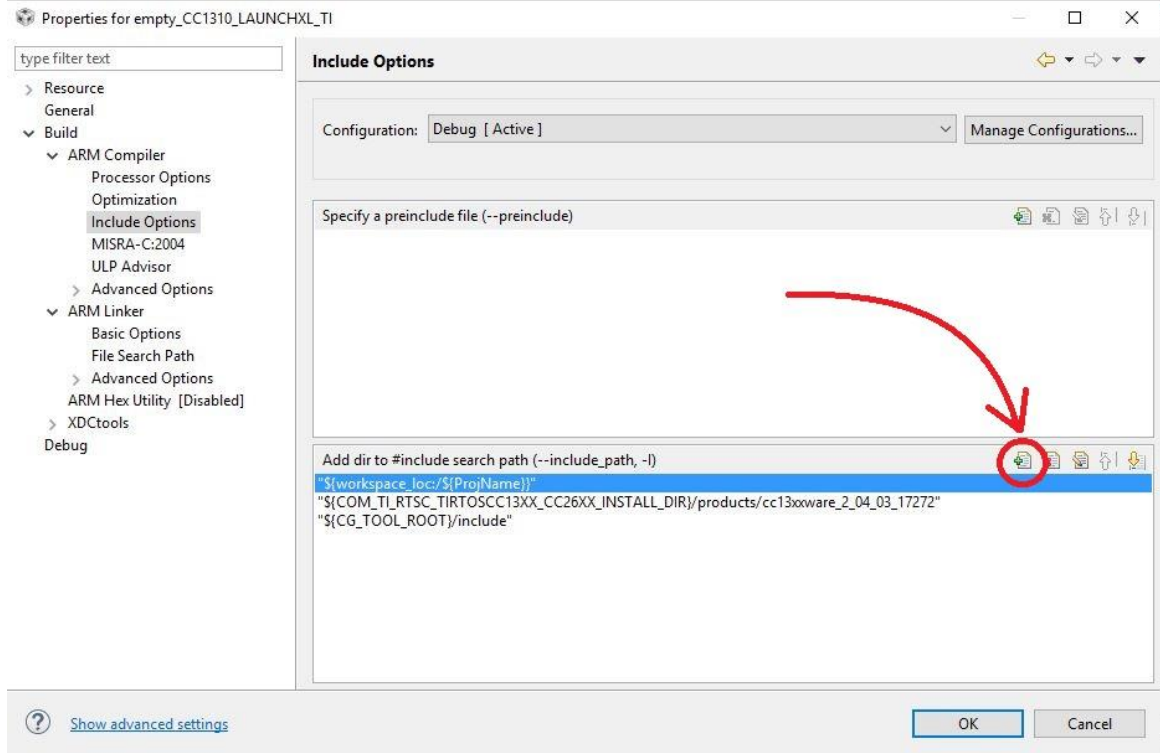 Properties for empty_CC1310_LAUNCHXL_TI
type filter text
Resource
General
Build
ARM Compiler
Processor Options
Optimization
Include Options
MISRA-C:2004
ULP Advisor
Advanced Options
ARM Linker
Basic Options
File Search Path
Advanced Options
ARM Hex Utility [Disabled]
XDCtools
Debug
Include Options
Configuration: Debug [ Active ] Manage Configurations...
Specify a preinclude file (--preinclude)
Add dir to #include search path (--include_path, -I)
"${workspace_loc:/${ProjName}}"
"${COM_TI_RTSC_TIRTOSCC13XX_CC26XX_INSTALL_DIR}/products/cc13xxware_2_04_03_17272"
"${CG_TOOL_ROOT}/include"
Show advanced settings
OK Cancel